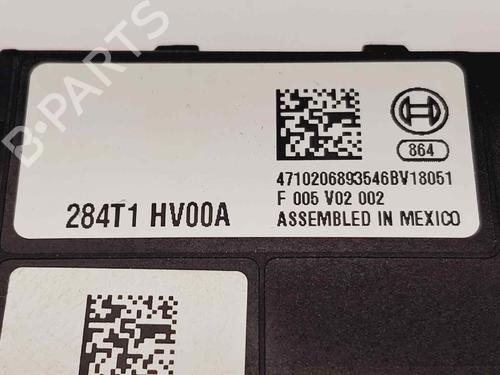 B-PARTS
864
4710206893546BV18051
F 005 V02 002
284T1 HV00A
ASSEMBLED IN MEXICO